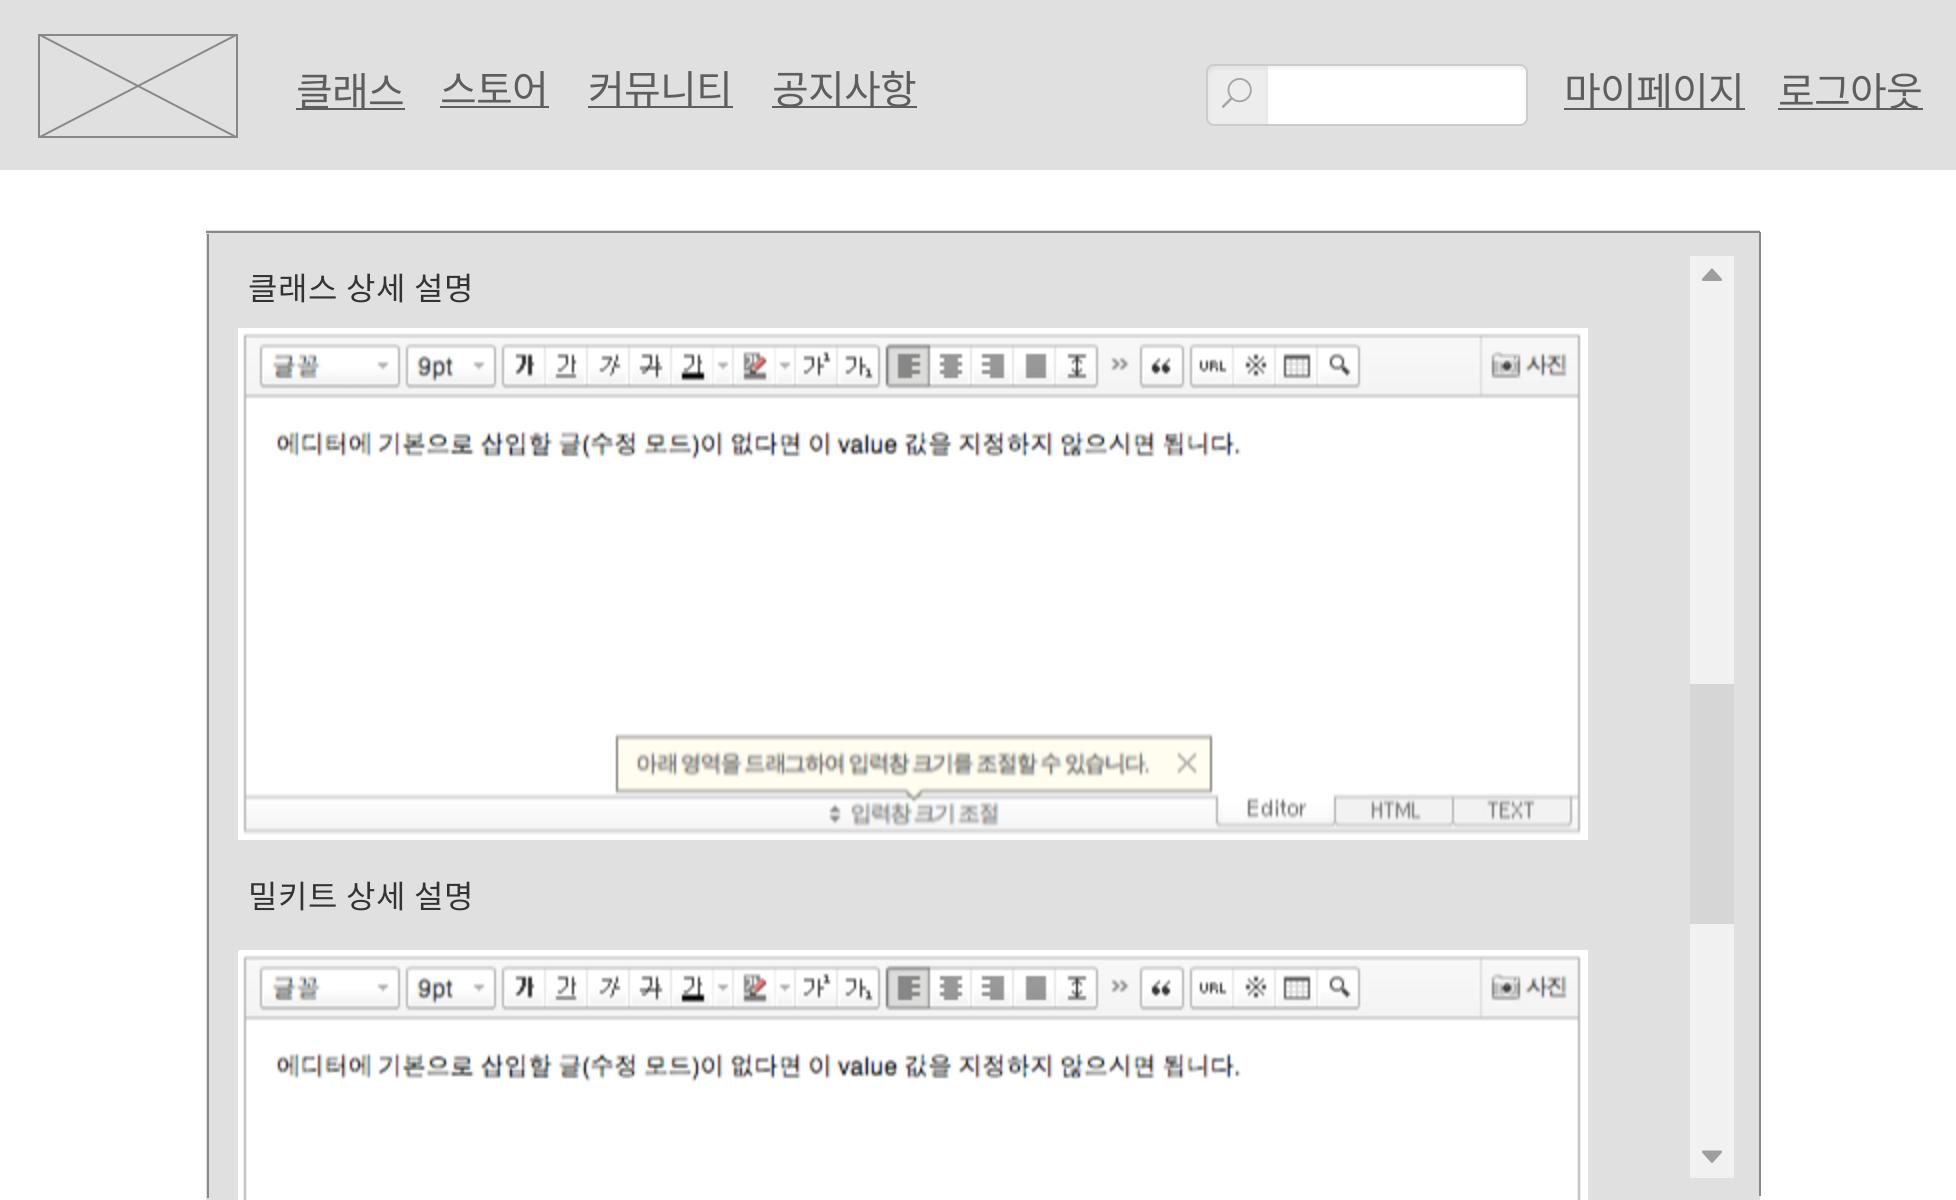 클래스 스토어 커뮤니티 공지사항 마이페이지 로그아웃
클래스 상세 설명
글꼴 9pt 가 가 가 가 가 가¹ 가₁ URL ※ 사진
에디터에 기본으로 삽입할 글(수정 모드)이 없다면 이 value 값을 지정하지 않으시면 됩니다.
아래 영역을 드래그하여 입력창 크기를 조절할 수 있습니다.
입력창 크기 조절 Editor HTML TEXT
밀키트 상세 설명
글꼴 9pt 가 가 가 가 가 가¹ 가₁ URL ※ 사진
에디터에 기본으로 삽입할 글(수정 모드)이 없다면 이 value 값을 지정하지 않으시면 됩니다.